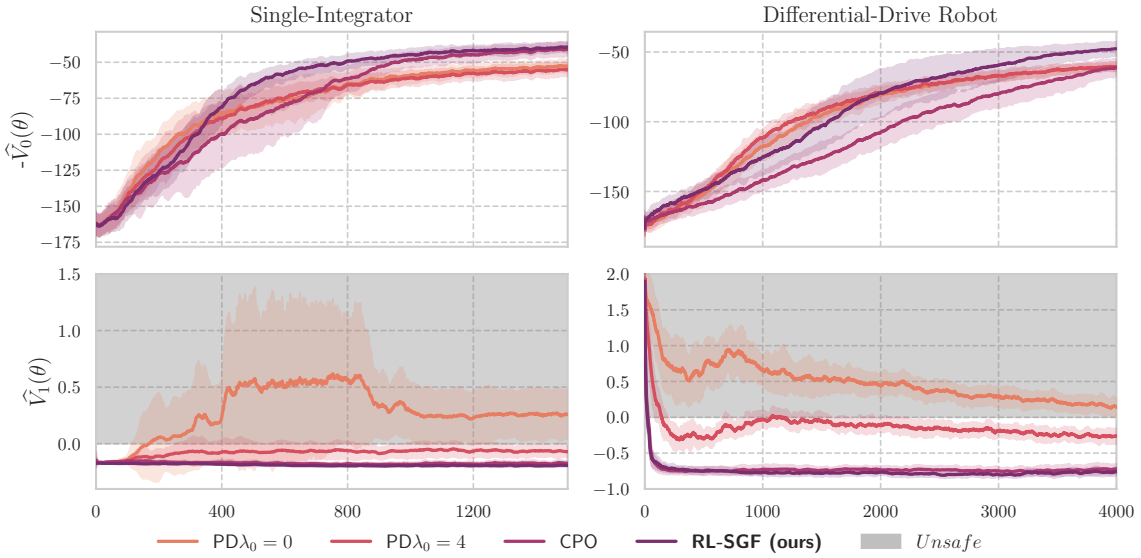 Single-Integrator
Differential-Drive Robot
-V̂₀(θ)
−50
−75
−100
−125
−150
−175
−50
−100
−150
V̂₁(θ)
1.5
1.0
0.5
0.0
2.0
1.5
1.0
0.5
0.0
−0.5
−1.0
0 400 800 1200
0 1000 2000 3000 4000
PDλ₀ = 0 PDλ₀ = 4 CPO RL-SGF (ours) Unsafe